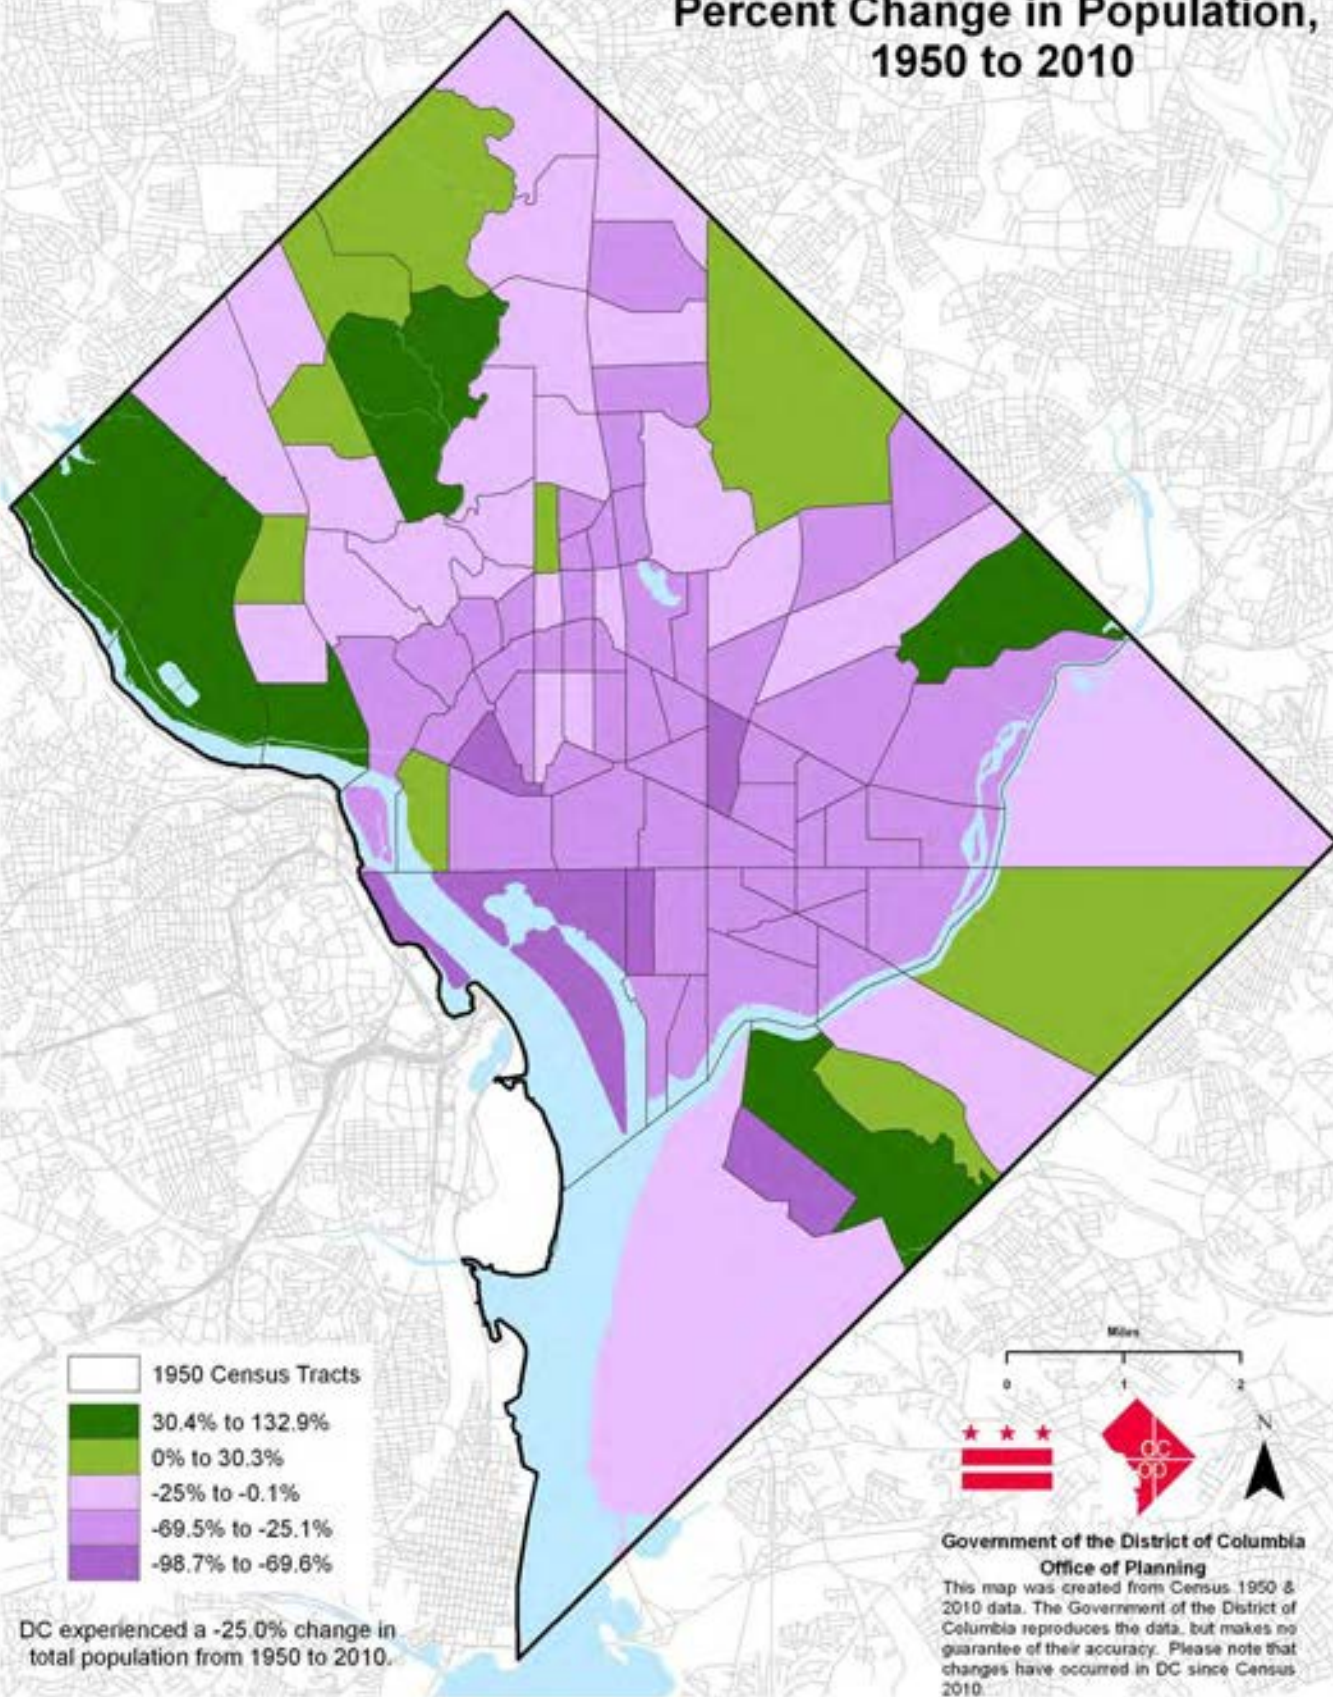 Percent Change in Population,
1950 to 2010
1950 Census Tracts
30.4% to 132.9%
0% to 30.3%
-25% to -0.1%
-69.5% to -25.1%
-98.7% to -69.6%
DC experienced a -25.0% change in
total population from 1950 to 2010.
Miles
0 1 2
N
DC
OP
Government of the District of Columbia
Office of Planning
This map was created from Census 1950 &
2010 data. The Government of the District of
Columbia reproduces the data, but makes no
guarantee of their accuracy. Please note that
changes have occurred in DC since Census
2010.